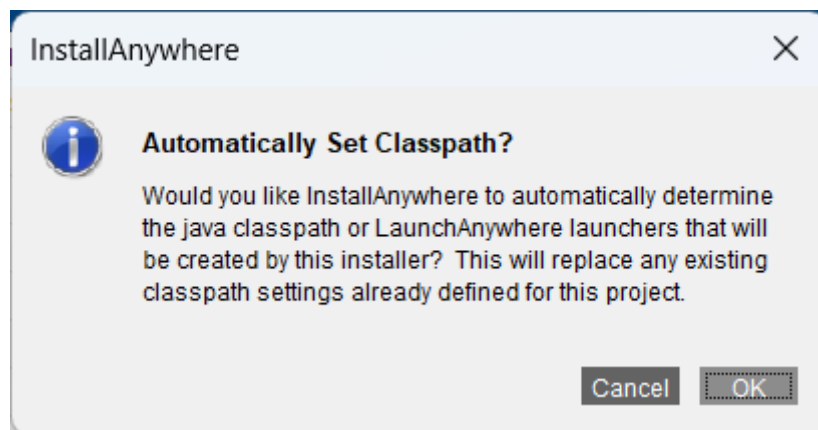 InstallAnywhere
Automatically Set Classpath?
Would you like InstallAnywhere to automatically determine
the java classpath or LaunchAnywhere launchers that will
be created by this installer? This will replace any existing
classpath settings already defined for this project.
Cancel OK